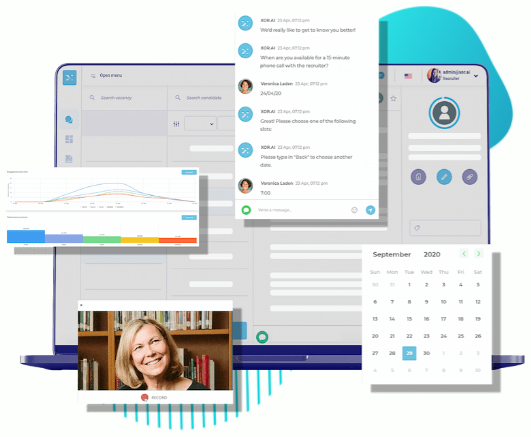 XOR.AI 23 Apr, 07:12 pm
We'd really like to get to know you better!
XOR.AI 23 Apr, 07:12 pm
When are you available for a 15 minute
phone call with the recruiter?
Veronica Laden 23 Apr, 07:12 pm
24/04/20
XOR.AI 23 Apr, 07:12 pm
Great! Please choose one of the following
slots:
XOR.AI 23 Apr, 07:12 pm
Please type in "Back" to choose another
date.
Veronica Laden 23 Apr, 07:12 pm
11:00
Write a message..
Open menu
Search vacancy
Search candidate
admin@xor.ai
Recruiter
RECORD
September 2020
Sun Mon Tue Wed Thu Fri Sat
30 31 1 2 3 4 5
6 7 8 9 10 11 12
13 14 15 16 17 18 19
20 21 22 23 24 25 26
27 28 29 30 1 2 3
4 5 6 7 8 9 10